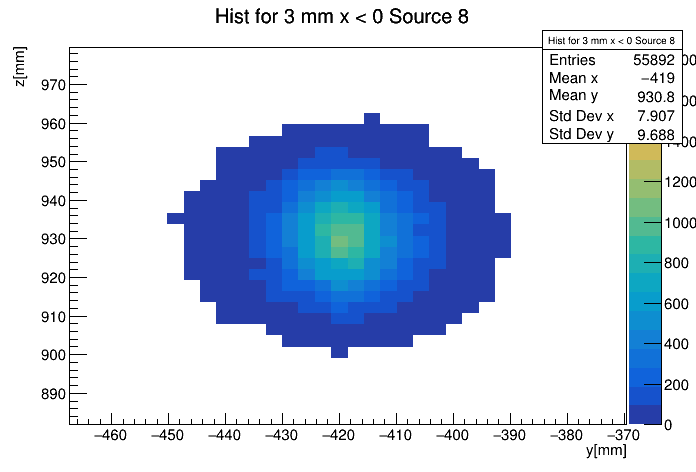 Hist for 3 mm x < 0 Source 8
Hist for 3 mm x < 0 Source 8
Entries 55892
Mean x −419
Mean y 930.8
Std Dev x 7.907
Std Dev y 9.688
z[mm]
970
960
950
940
930
920
910
900
890
1200
1000
800
600
400
200
0
−460 −450 −440 −430 −420 −410 −400 −390 −380 −370
y[mm]